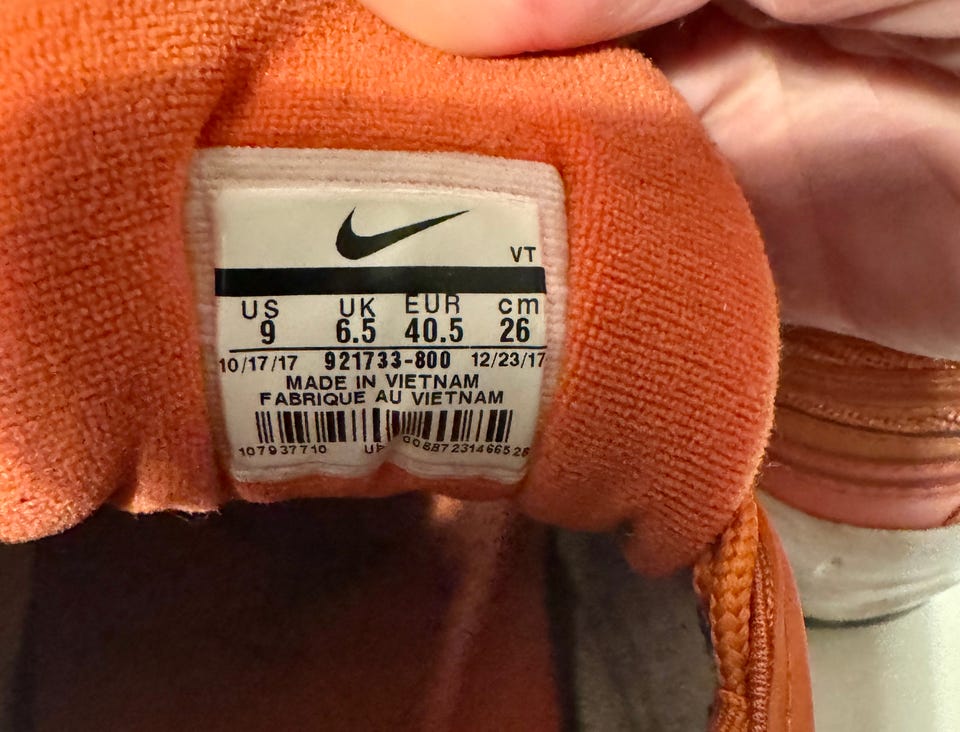 VT
US UK EUR cm
9 6.5 40.5 26
10/17/17 921733-800 12/23/17
MADE IN VIETNAM
FABRIQUE AU VIETNAM
107937710